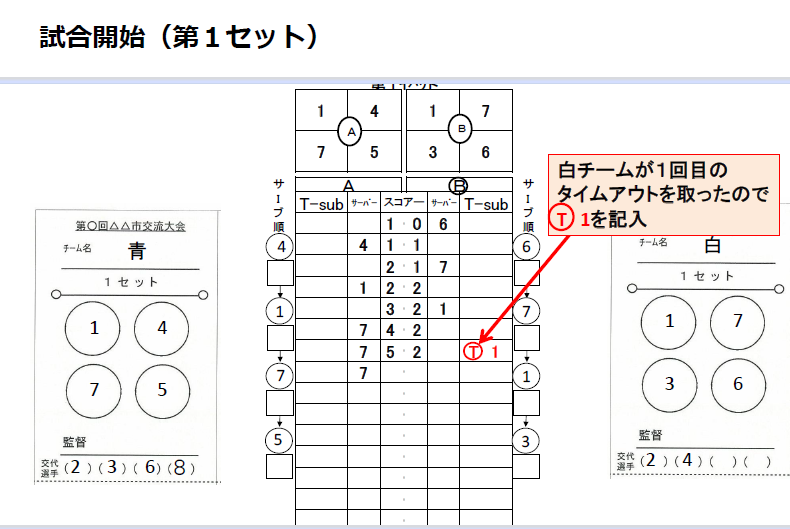 試合開始（第１セット）
1 4 1 7
A B
7 5 3 6
サーブ順 A B サーブ順
T-sub ｻｰﾊﾞｰ スコアー ｻｰﾊﾞｰ T-sub
1 0 6
4 1 1
2 1 7
1 2 2
3 2 1
7 4 2
7 5 2 T 1
7
4
1
7
5
6
7
1
3
白チームが１回目の
タイムアウトを取ったので
T 1を記入
第〇回△△市交流大会
チーム名 青
１セット
1 4
7 5
監督
交代選手 (2)(3)(6)(8)
チーム名 白
１セット
1 7
3 6
監督
交代選手 (2)(4)( )( )